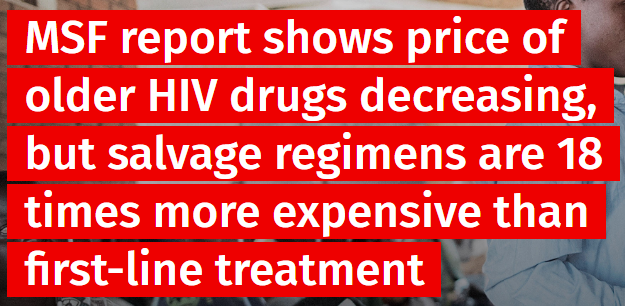 MSF report shows price of
older HIV drugs decreasing,
but salvage regimens are 18
times more expensive than
first-line treatment